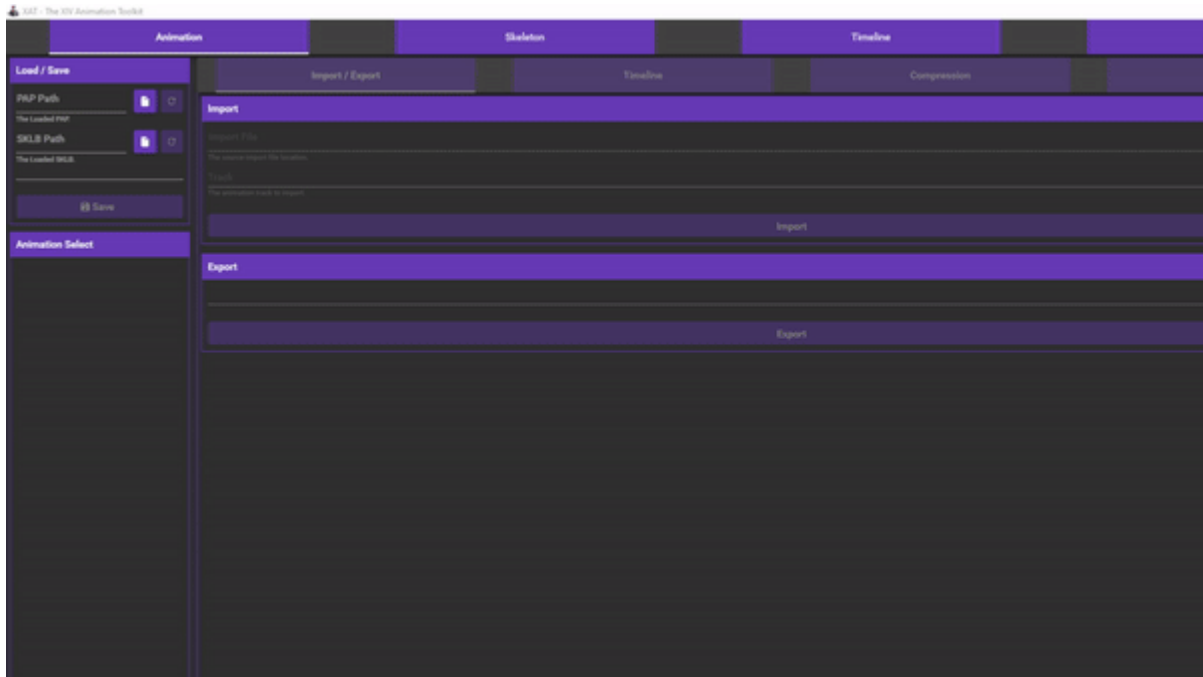 XAT - The XIV Animation Toolkit
Animation
Skeleton
Timeline
Load / Save
PAP Path
The Loaded PAP.
SKLB Path
The Loaded SKLB.
Save
Animation Select
Import / Export
Timeline
Compression
Import
Import File
The source import file location.
Track
The animation track to import.
Import
Export
Export